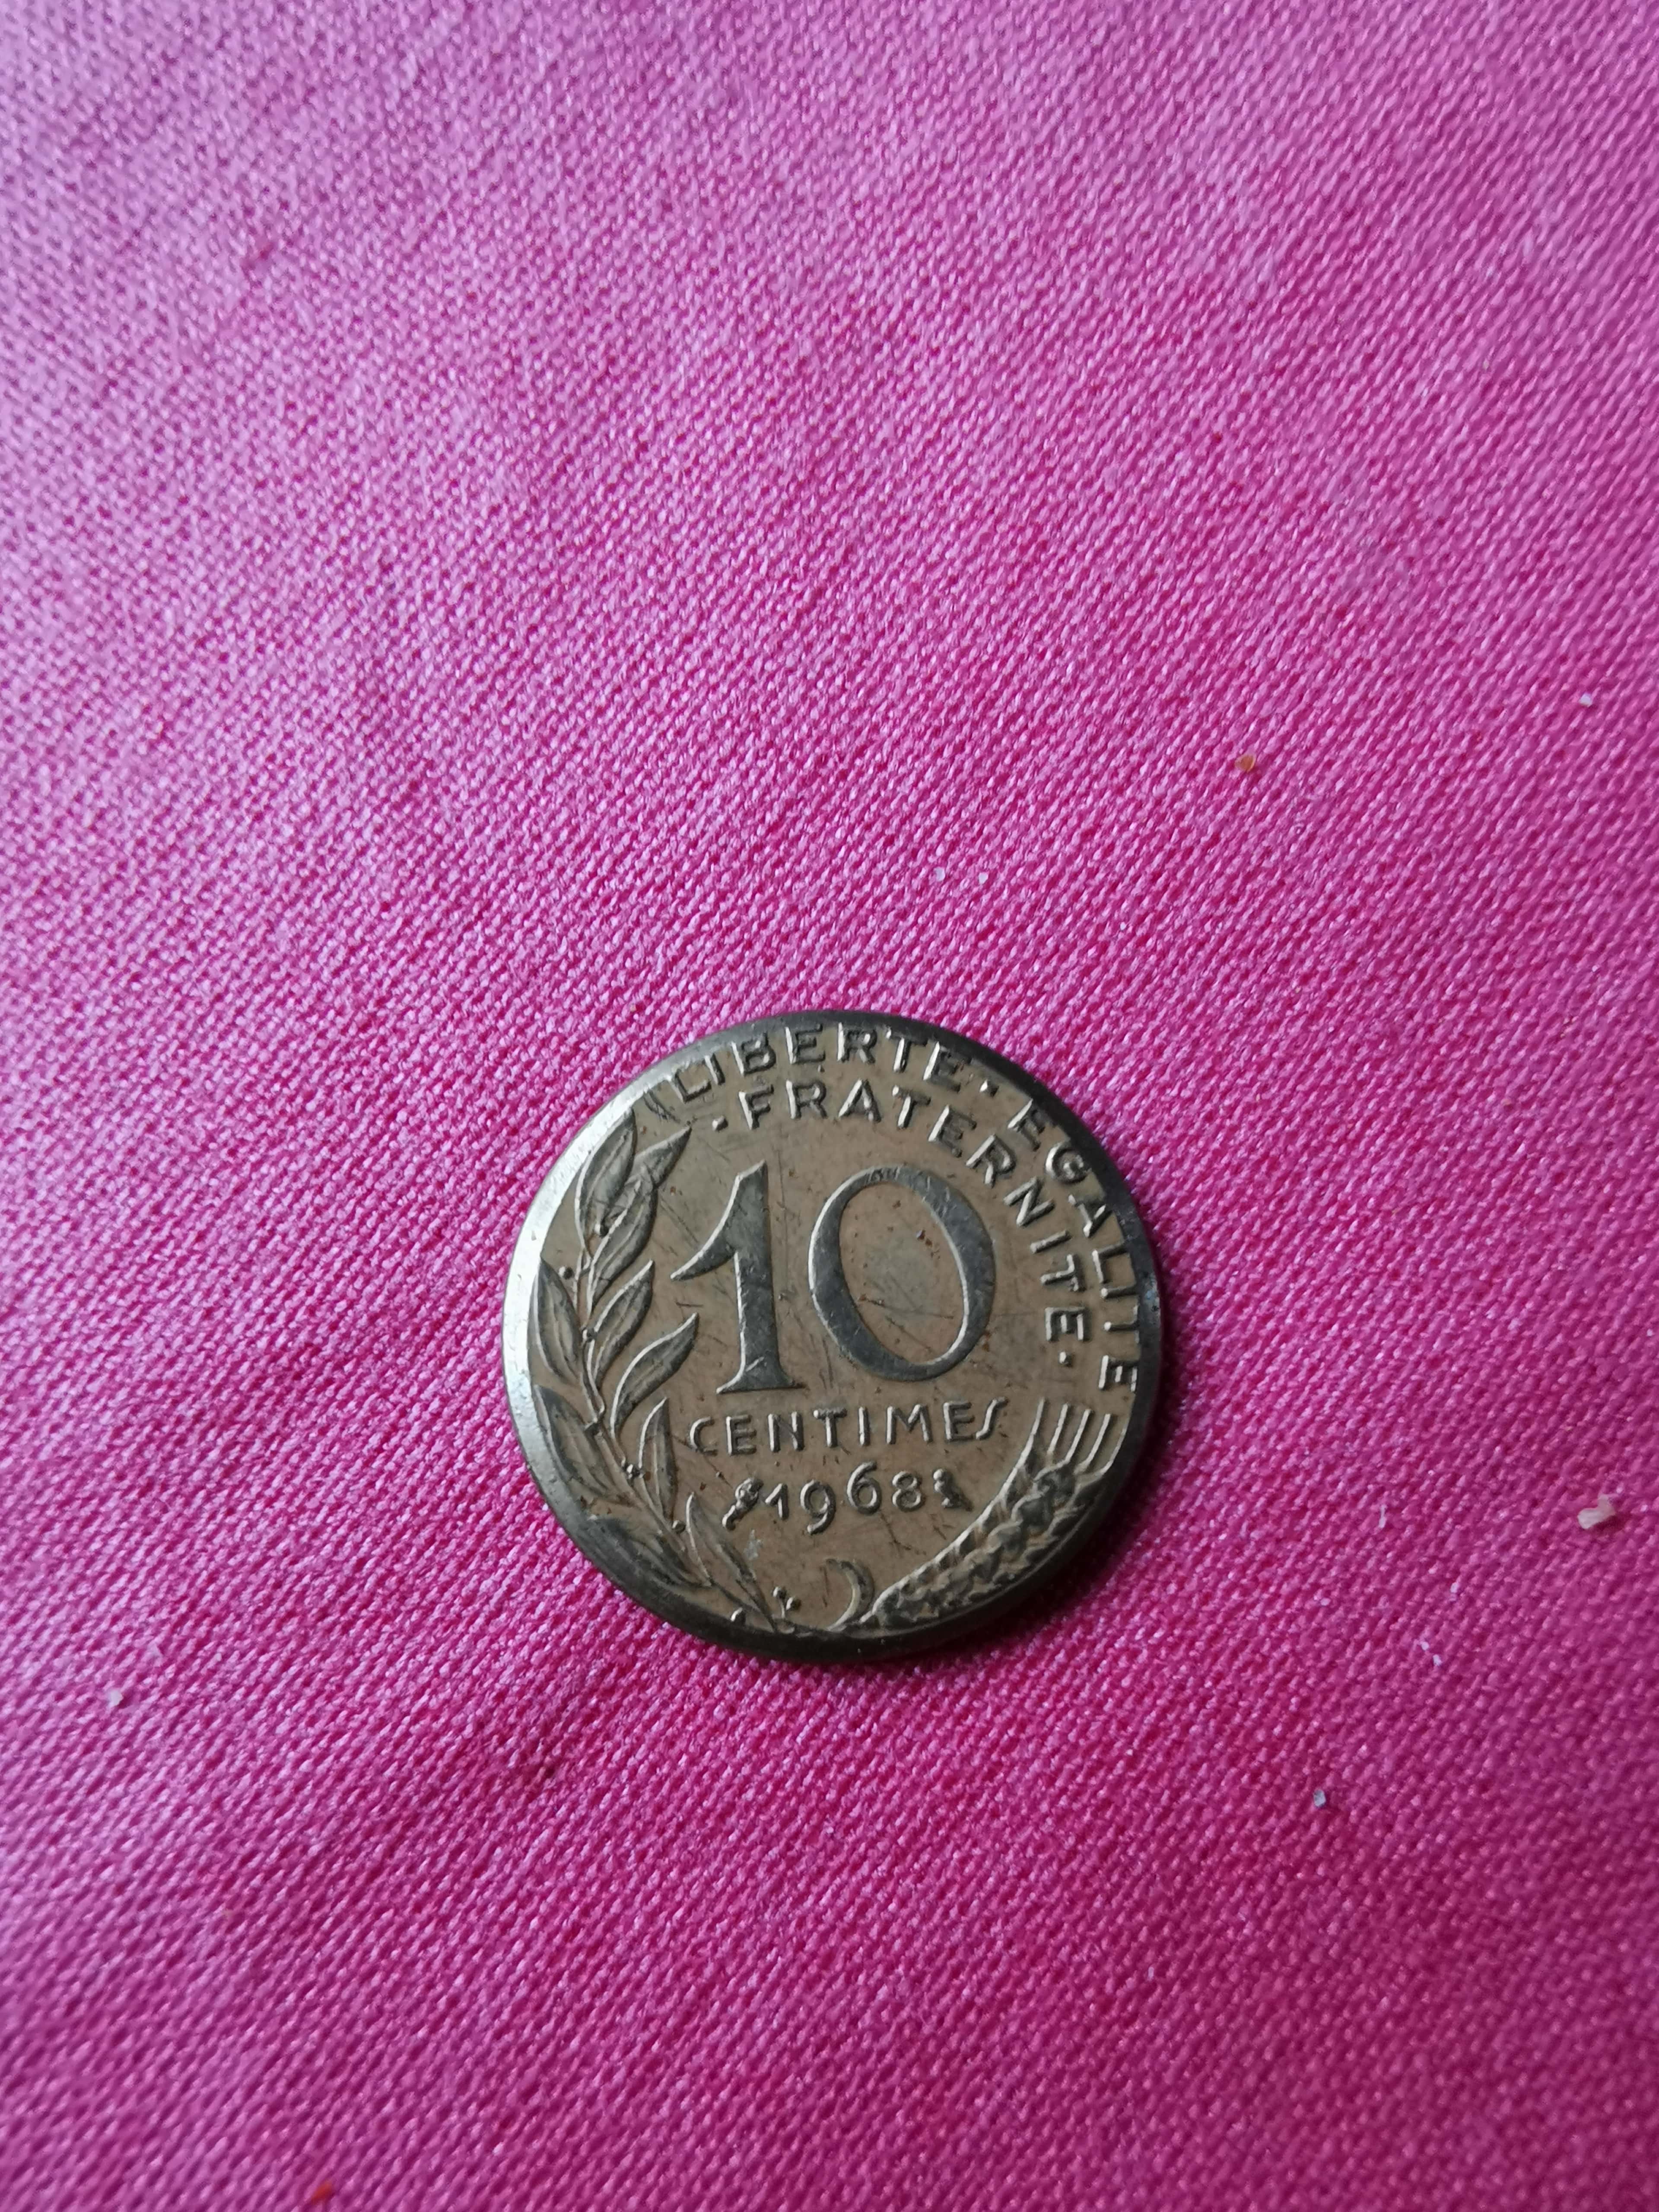 LIBERTE · EGALITE
· FRATERNITE ·
10
CENTIMES
1968